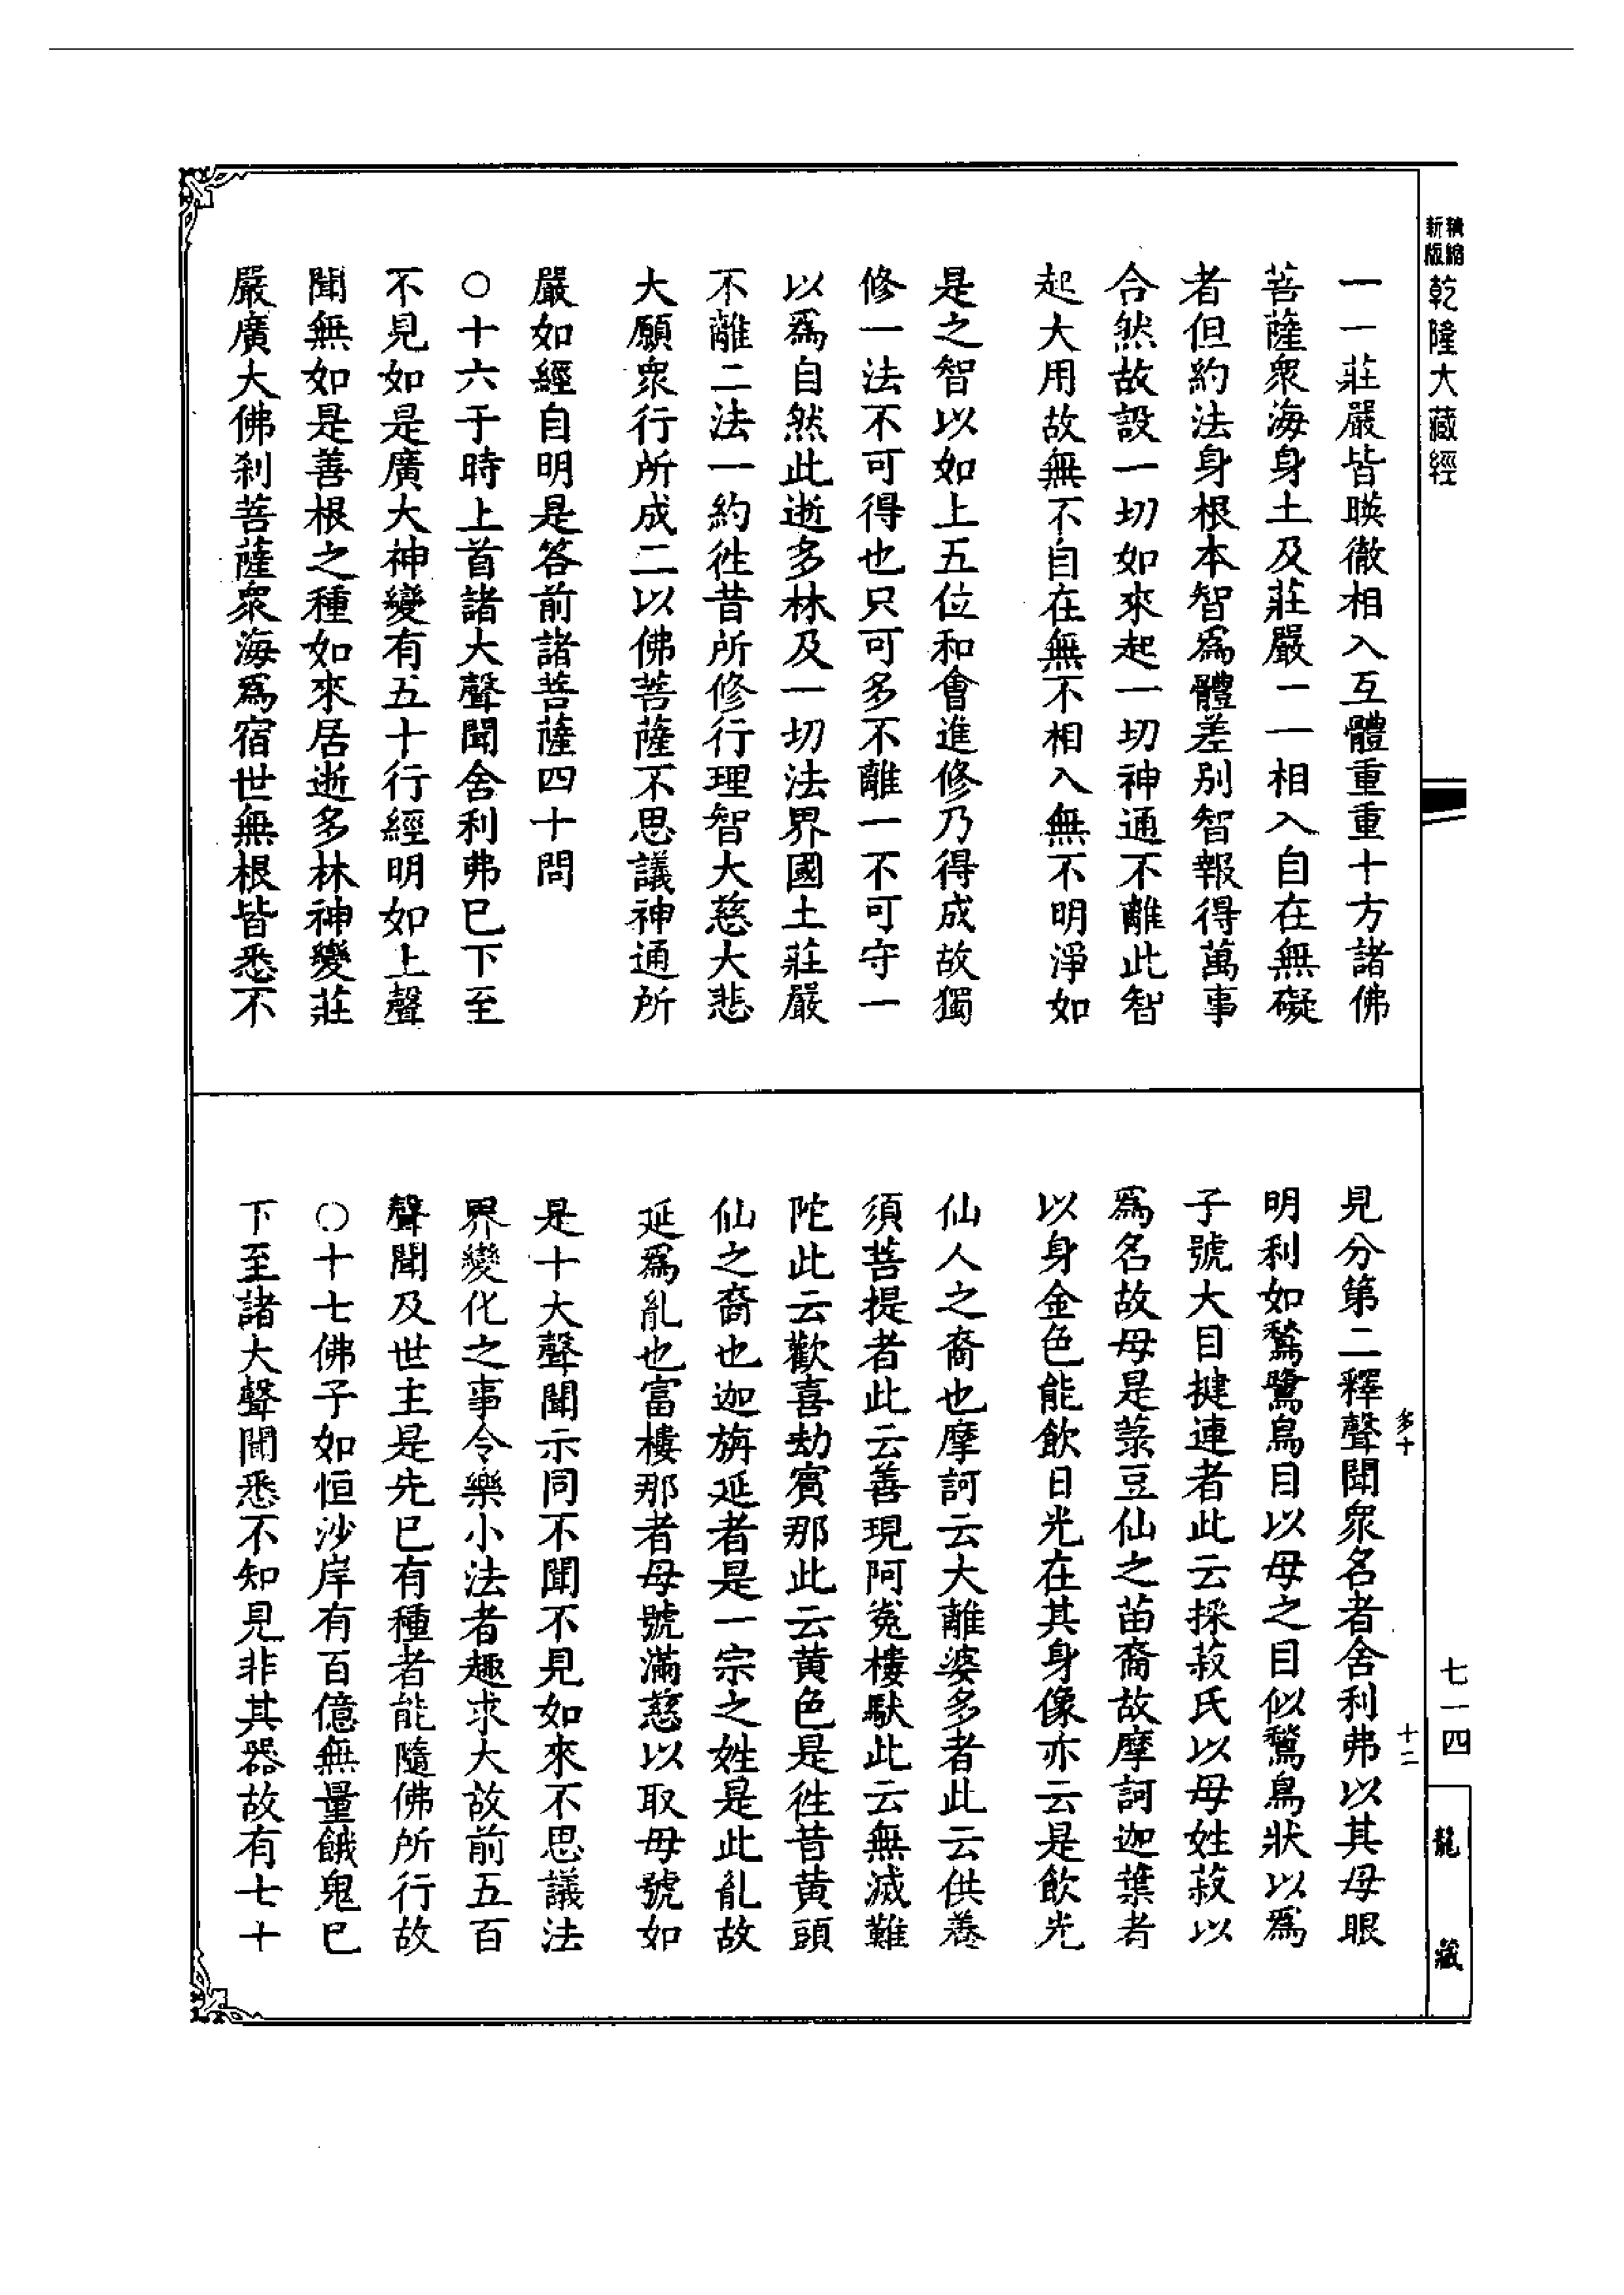 精縮
新版
乾隆大藏經
一一莊嚴皆暎徹相入互體重重十方諸佛
菩薩衆海身土及莊嚴一一相入自在無礙
者但約法身根本智爲體差别智報得萬事
合然故設一切如來起一切神通不離此智
起大用故無不自在無不相入無不明淨如
是之智以如上五位和會進修乃得成故獨
修一法不可得也只可多不離一不可守一
以爲自然此逝多林及一切法界國土莊嚴
不離二法一約徃昔所修行理智大慈大悲
大願衆行所成二以佛菩薩不思議神通所
嚴如經自明是答前諸菩薩四十問
○十六于時上首諸大聲聞舍利弗巳下至
不見如是廣大神變有五十行經明如上聲
聞無如是善根之種如來居逝多林神變莊
嚴廣大佛刹菩薩衆海爲宿世無根皆悉不
見分第二釋聲聞衆名者舍利弗以其母眼
明利如鶖鷺鳥目以母之目似鶖鳥狀以爲
子號大目揵連者此云採菽氏以母姓菽以
爲名故母是菉豆仙之苗裔故摩訶迦葉者
以身金色能飲日光在其身像亦云是飲光
仙人之裔也摩訶云大離婆多者此云供養
須菩提者此云善現阿㝹樓馱此云無滅難
陀此云歡喜劫賓那此云黄色是徃昔黄頭
仙之裔也迦旃延者是一宗之姓是此亂故
延爲亂也富樓那者母號滿慈以取母號如
是十大聲聞示同不聞不見如來不思議法
界變化之事令樂小法者趣求大故前五百
聲聞及世主是先巳有種者能隨佛所行故
○十七佛子如恒沙岸有百億無量餓鬼巳
下至諸大聲聞悉不知見非其器故有七十
多十
十二
七一四
龍藏